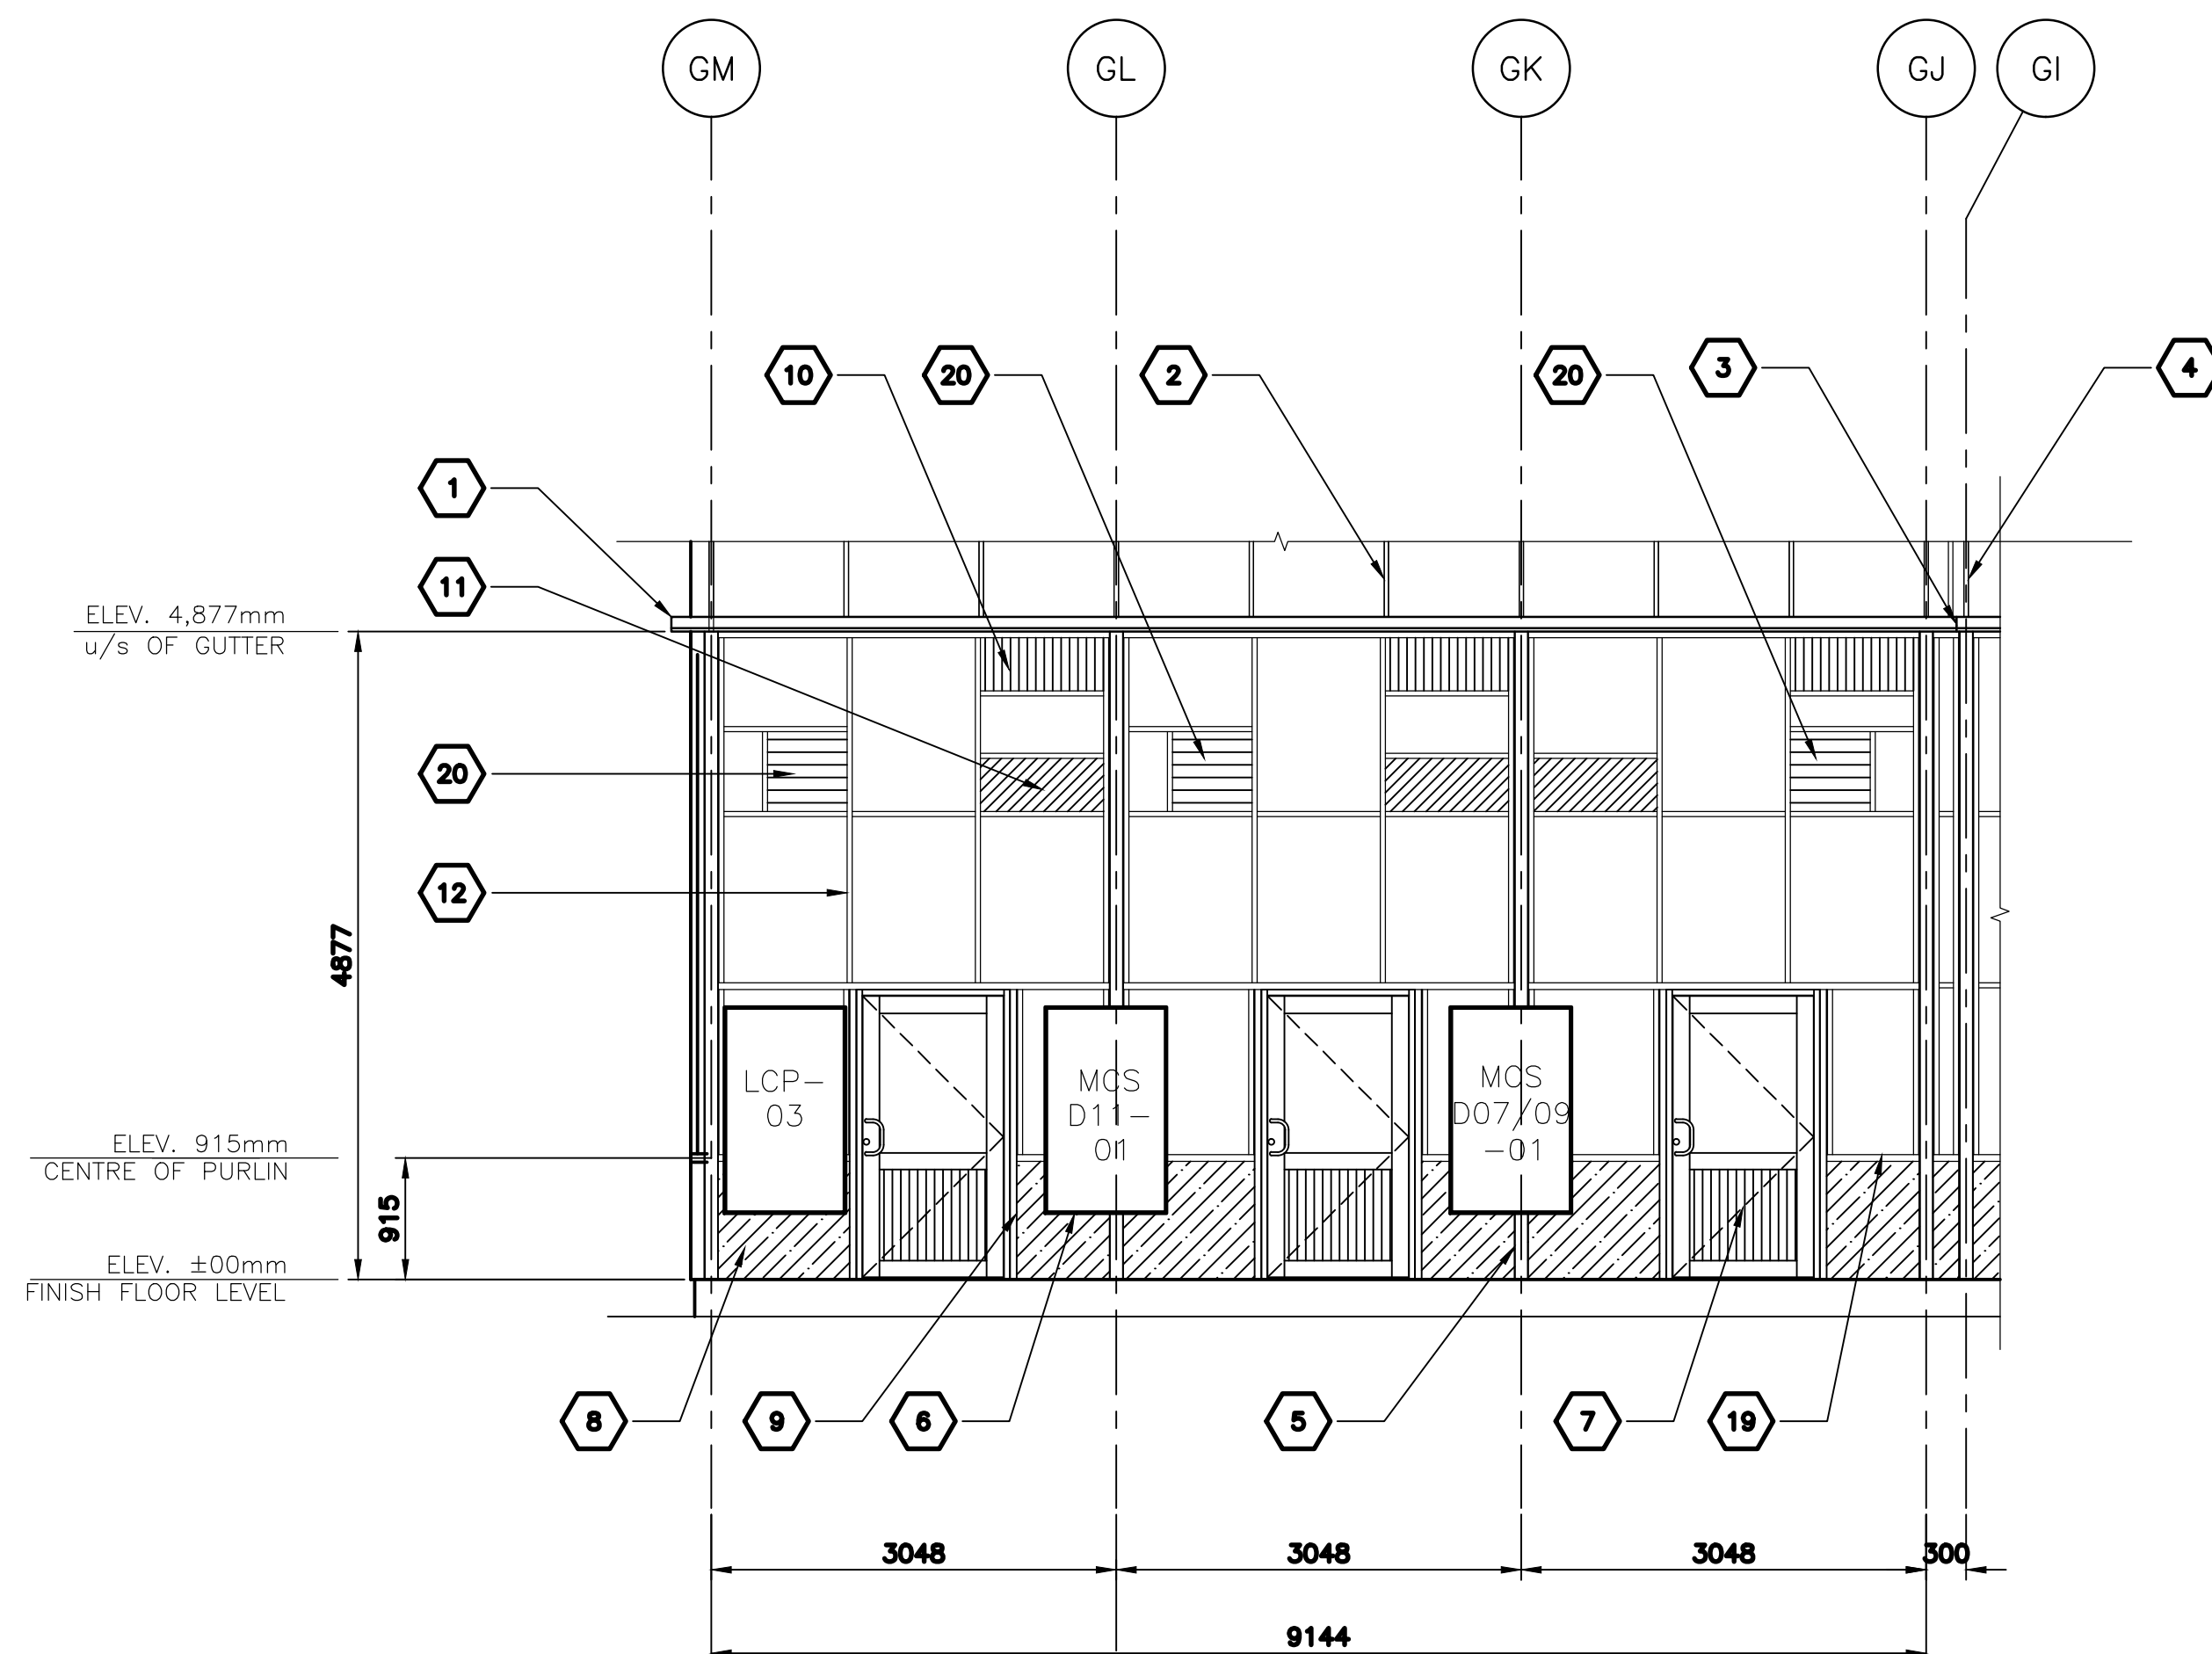 GM
GL
GK
GJ
GI
10
20
2
20
3
4
1
11
ELEV. 4,877mm
u/s OF GUTTER
20
12
4877
LCP-
03
MCS
D11-
01
MCS
D07/09
-01
ELEV. 915mm
CENTRE OF PURLIN
915
ELEV. ±00mm
FINISH FLOOR LEVEL
8
9
6
5
7
19
3048
3048
3048
300
9144